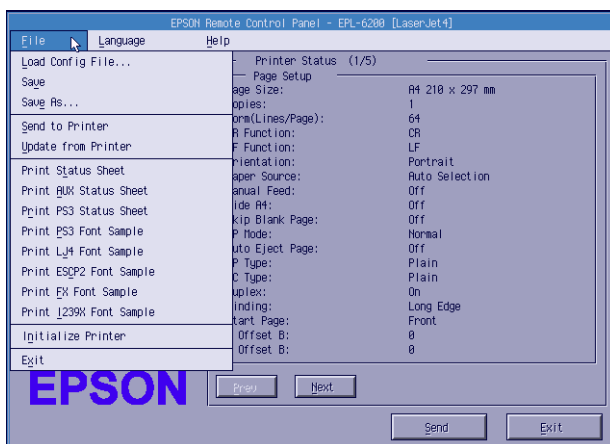 EPSON Remote Control Panel - EPL-6200 [LaserJet4]
File Language Help
Load Config File...
Save
Save As...
Send to Printer
Update from Printer
Print Status Sheet
Print AUX Status Sheet
Print PS3 Status Sheet
Print PS3 Font Sample
Print LJ4 Font Sample
Print ESCP2 Font Sample
Print FX Font Sample
Print I239X Font Sample
Initialize Printer
Exit
Printer Status (1/5)
Page Setup
age Size: A4 210 x 297 mm
opies: 1
orm(Lines/Page): 64
R Function: CR
F Function: LF
rientation: Portrait
aper Source: Auto Selection
anual Feed: Off
ide A4: Off
kip Blank Page: Off
P Mode: Normal
uto Eject Page: Off
P Type: Plain
C Type: Plain
uplex: On
inding: Long Edge
tart Page: Front
Offset B: 0
Offset B: 0
EPSON
Prev Next
Send Exit